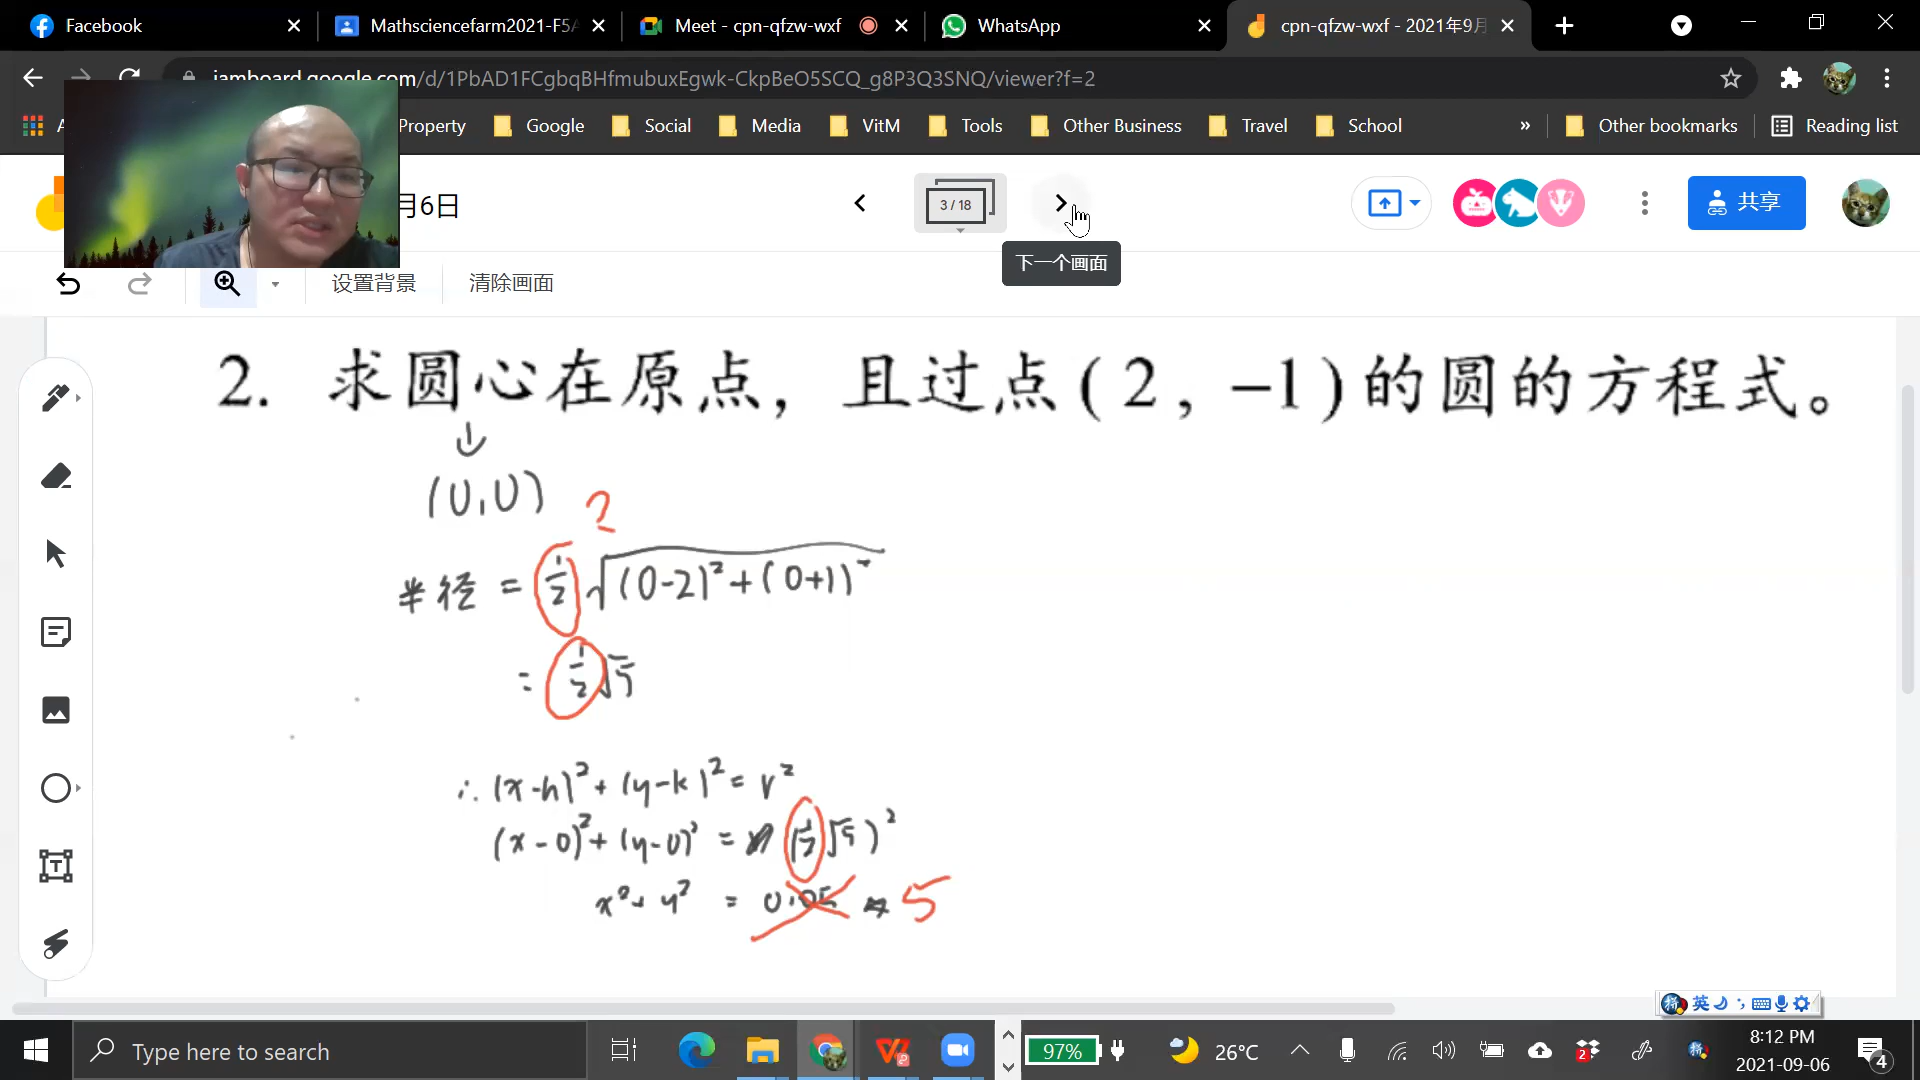 Facebook
Mathsciencefarm2021-F5A
Meet - cpn-qfzw-wxf
WhatsApp
cpn-qfzw-wxf - 2021年9月
jamboard.google.com/d/1PbAD1FCgbqBHfmubuxEgwk-CkpBeO5SCQ_g8P3Q3SNQ/viewer?f=2
Property
Google
Social
Media
VitM
Tools
Other Business
Travel
School
»
Other bookmarks
Reading list
月6日
3 / 18
共享
下一个画面
设置背景
清除画面
2. 求圆心在原点，且过点(2, −1)的圆的方程式。
↓
(0,0)
?
半径 = ½√((0-2)²+(0+1)²)
= ½√5
∴ (x-h)²+(y-k)² = r²
(x-0)²+(y-0)² = (½√5)²
x²+y² = 5
英
Type here to search
97%
26°C
8:12 PM
2021-09-06
4